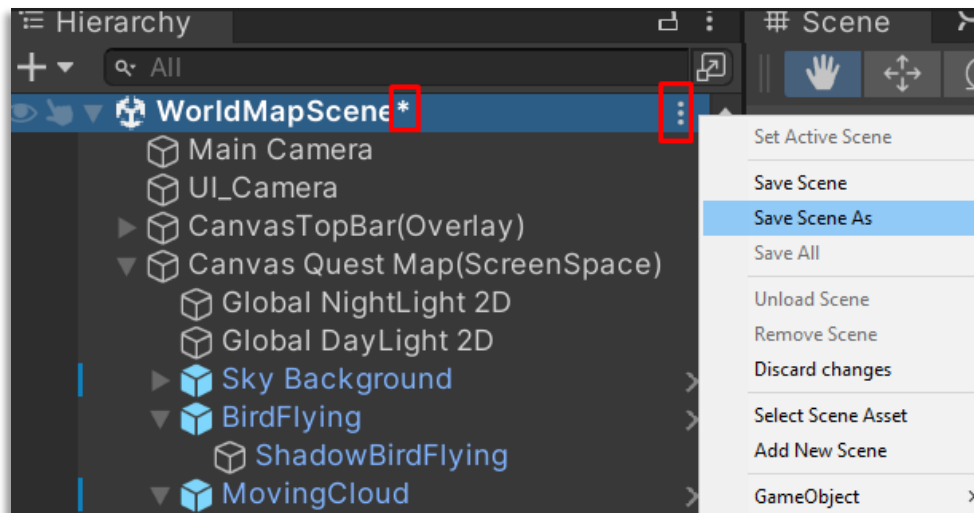 Hierarchy
Scene
All
WorldMapScene*
Main Camera
UI_Camera
CanvasTopBar(Overlay)
Canvas Quest Map(ScreenSpace)
Global NightLight 2D
Global DayLight 2D
Sky Background
BirdFlying
ShadowBirdFlying
MovingCloud
Set Active Scene
Save Scene
Save Scene As
Save All
Unload Scene
Remove Scene
Discard changes
Select Scene Asset
Add New Scene
GameObject